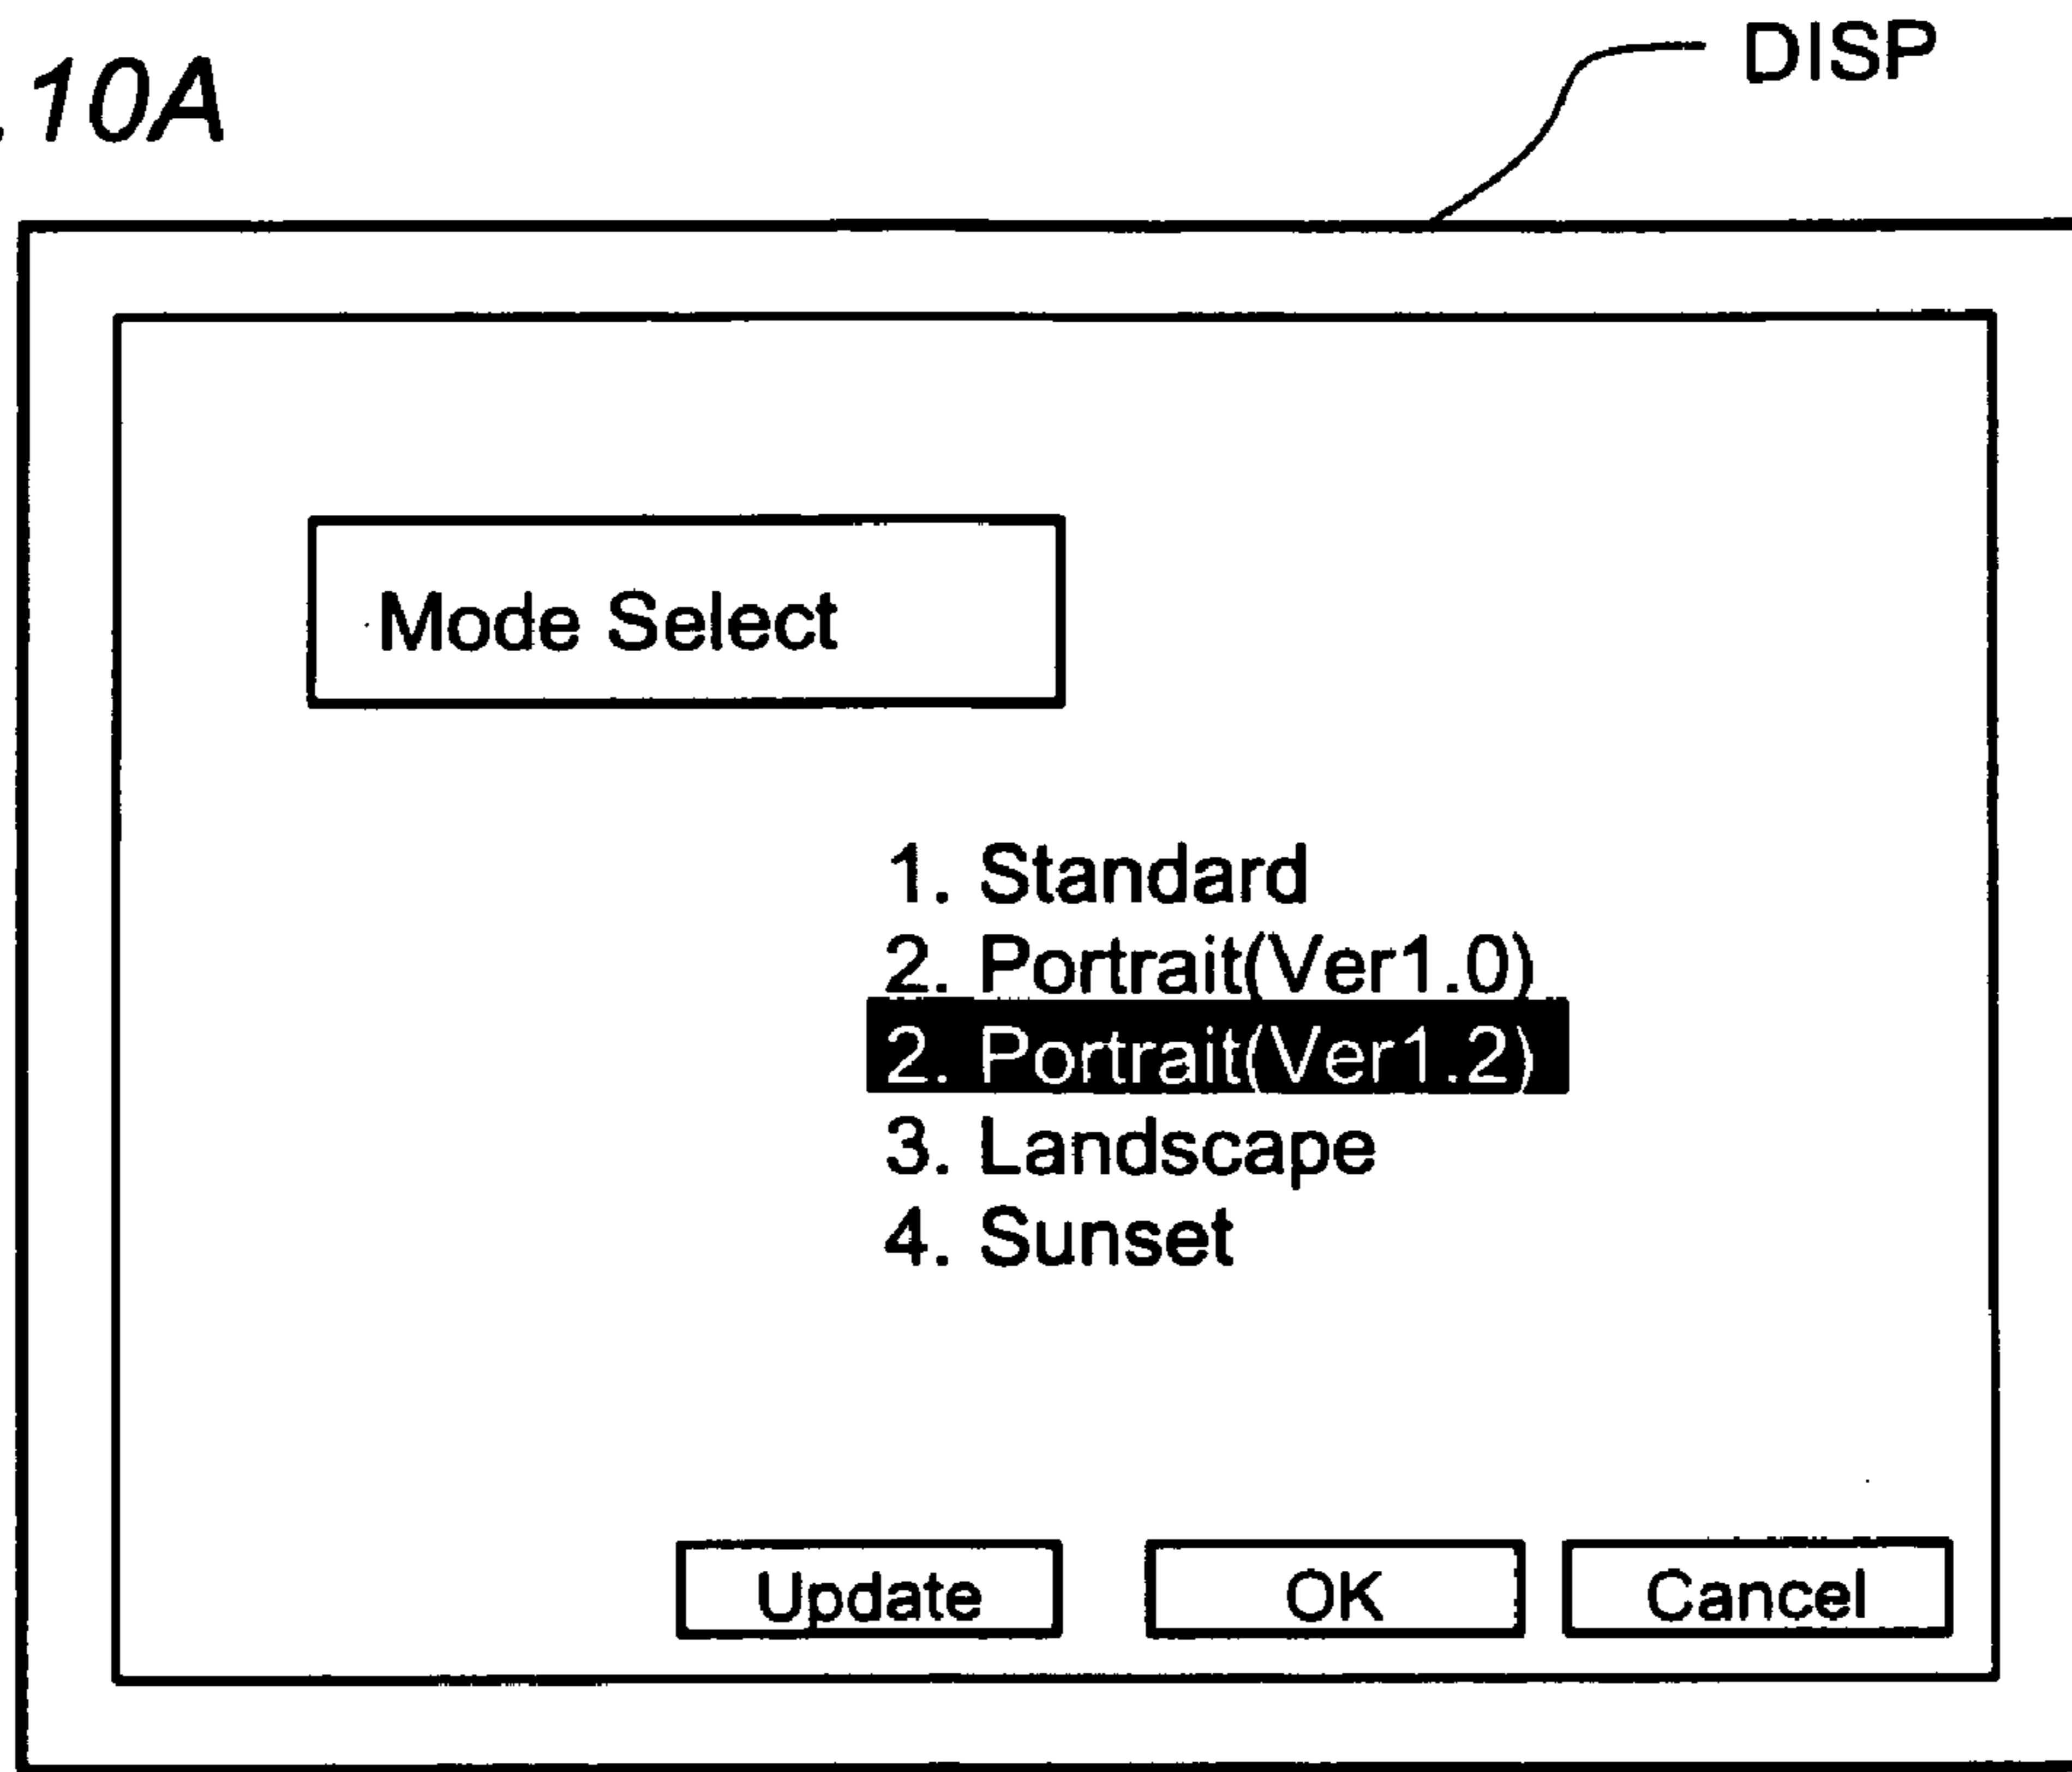 .10A
DISP
Mode Select
1. Standard
2. Portrait(Ver1.0)
2. Portrait(Ver1.2)
3. Landscape
4. Sunset
Update OK Cancel